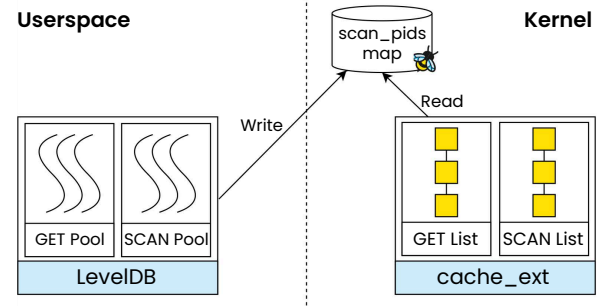 Userspace
Kernel
scan_pids
map
Write
Read
GET Pool
SCAN Pool
LevelDB
GET List
SCAN List
cache_ext